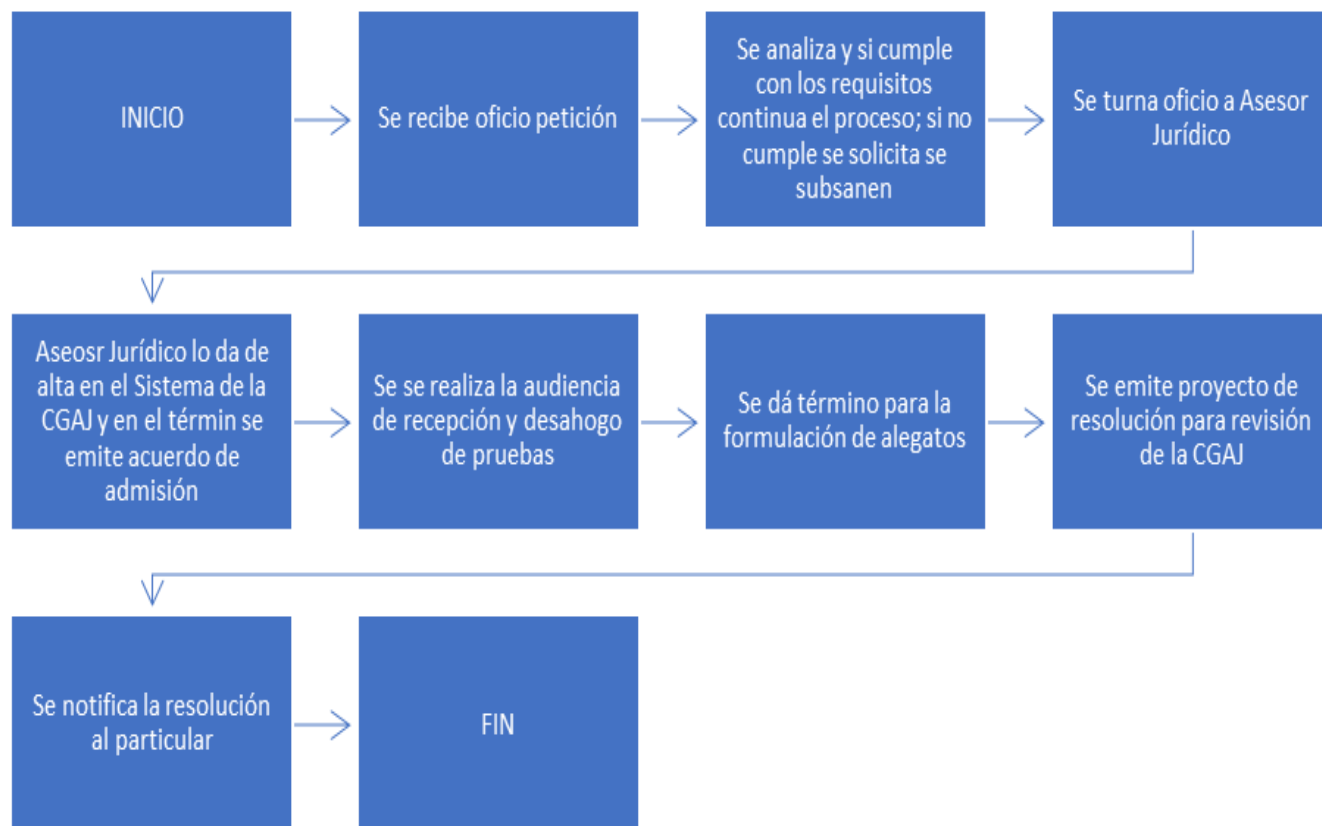 INICIO
Se recibe oficio petición
Se analiza y si cumple
con los requisitos
continua el proceso; si no
cumple se solicita se
subsanen
Se turna oficio a Asesor
Jurídico
Aseosr Jurídico lo da de
alta en el Sistema de la
CGAJ y en el términ se
emite acuerdo de
admisión
Se se realiza la audiencia
de recepción y desahogo
de pruebas
Se dá término para la
formulación de alegatos
Se emite proyecto de
resolución para revisión
de la CGAJ
Se notifica la resolución
al particular
FIN